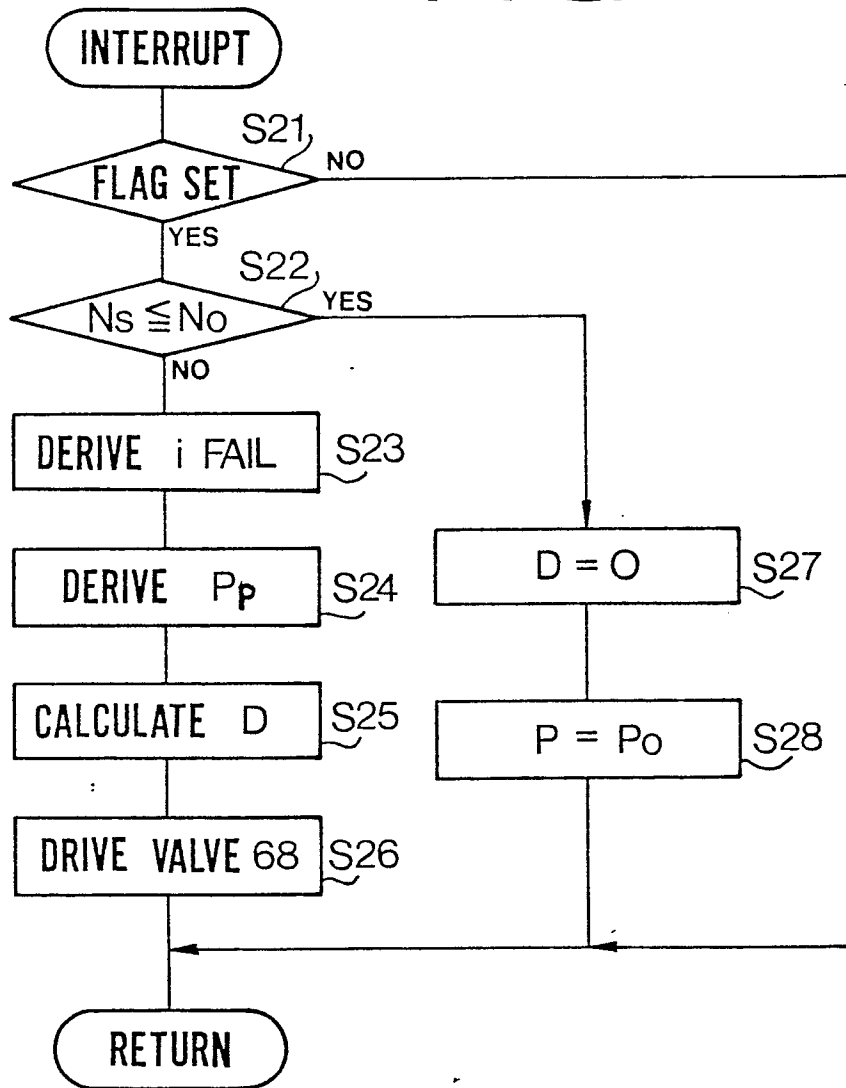 INTERRUPT
S21
FLAG SET
NO
YES
S22
Ns ≦ No
YES
NO
DERIVE i FAIL
S23
DERIVE Pp
S24
CALCULATE D
S25
DRIVE VALVE 68
S26
D = O
S27
P = Po
S28
RETURN